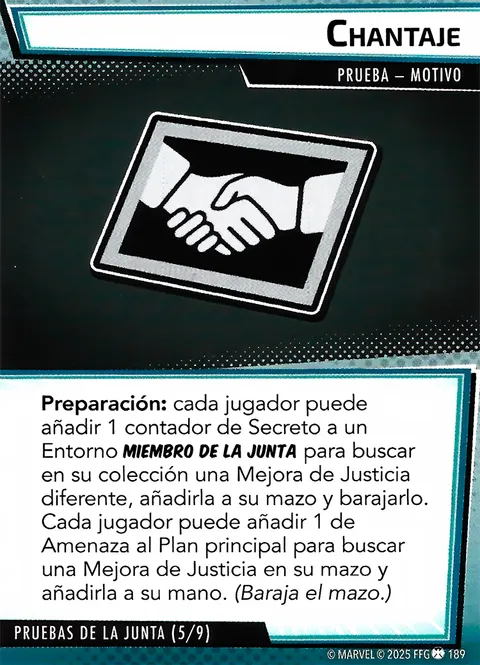 CHANTAJE
PRUEBA – MOTIVO
Preparación: cada jugador puede
añadir 1 contador de Secreto a un
Entorno MIEMBRO DE LA JUNTA para buscar
en su colección una Mejora de Justicia
diferente, añadirla a su mazo y barajarlo.
Cada jugador puede añadir 1 de
Amenaza al Plan principal para buscar
una Mejora de Justicia en su mazo y
añadirla a su mano. (Baraja el mazo.)
PRUEBAS DE LA JUNTA (5/9)
© MARVEL © 2025 FFG 189